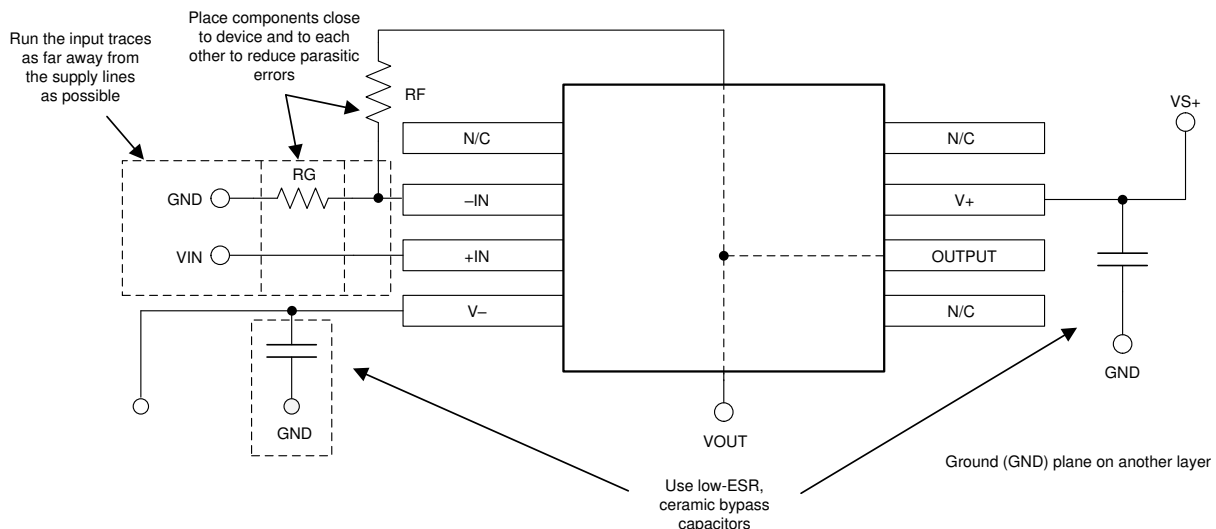 Place components close
to device and to each
other to reduce parasitic
errors
Run the input traces
as far away from
the supply lines
as possible
RF
VS+
N/C
N/C
RG
GND
–IN
V+
VIN
+IN
OUTPUT
V–
N/C
GND
GND
VOUT
Ground (GND) plane on another layer
Use low-ESR,
ceramic bypass
capacitors